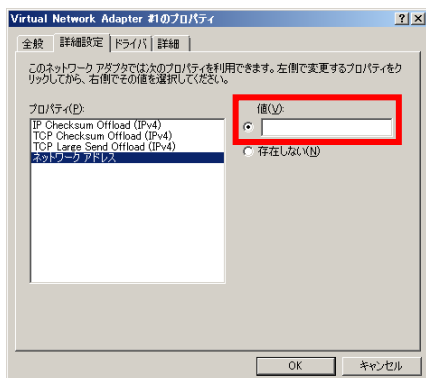 Virtual Network Adapter #1のプロパティ
全般 詳細設定 ドライバ 詳細
このネットワーク アダプタでは次のプロパティを利用できます。左側で変更するプロパティをク
リックしてから、右側でその値を選択してください。
プロパティ(P):
IP Checksum Offload (IPv4)
TCP Checksum Offload (IPv4)
TCP Large Send Offload (IPv4)
ネットワーク アドレス
値(V):
存在しない(N)
OK キャンセル